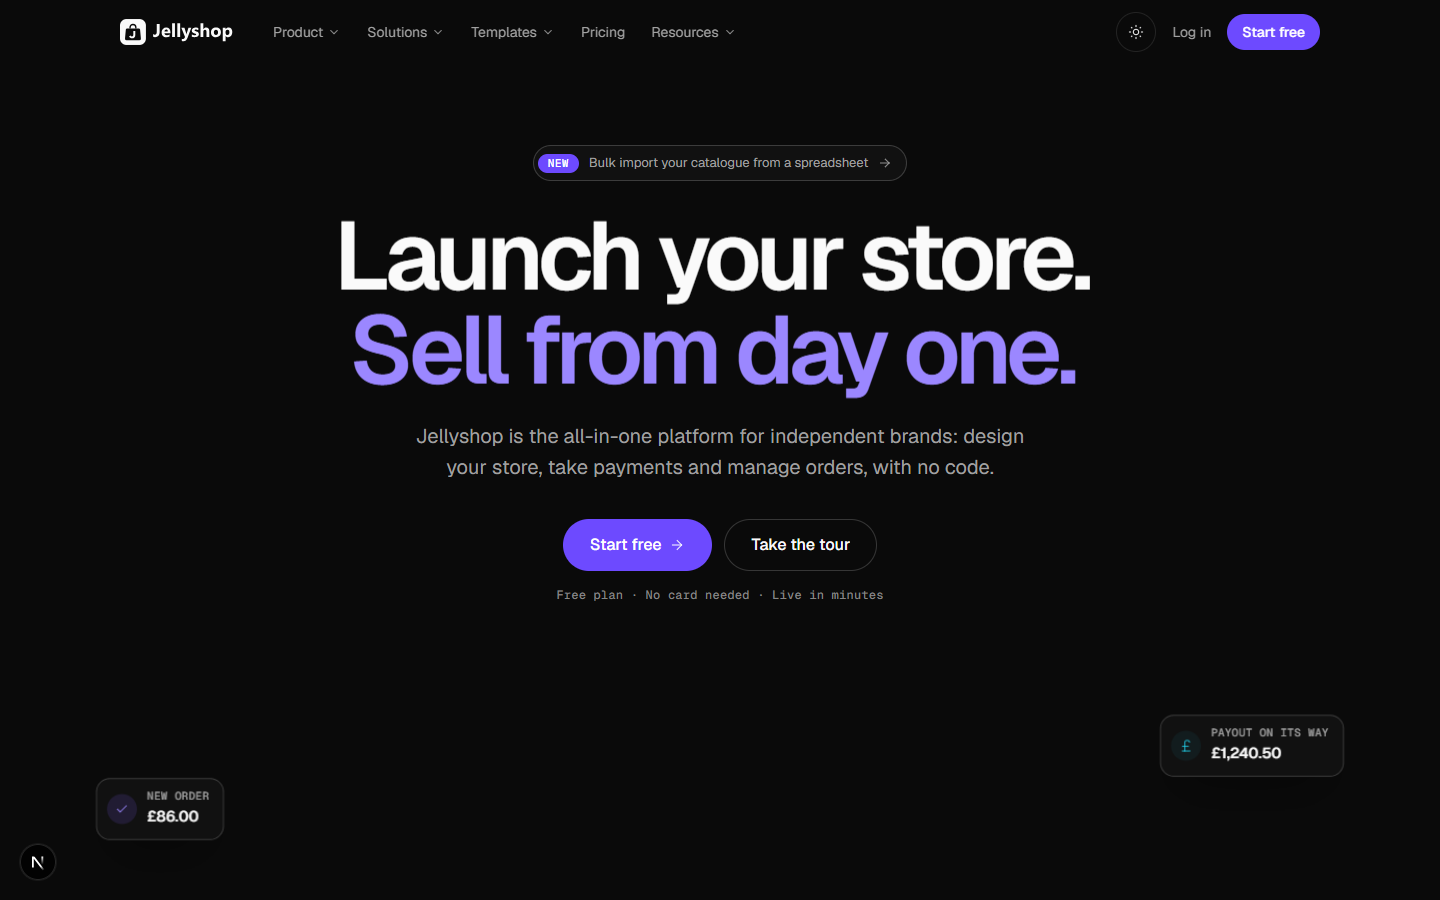 Jellyshop
Product
Solutions
Templates
Pricing
Resources
Log in
Start free
NEW Bulk import your catalogue from a spreadsheet
Launch your store.
Sell from day one.
Jellyshop is the all-in-one platform for independent brands: design
your store, take payments and manage orders, with no code.
Start free
Take the tour
Free plan · No card needed · Live in minutes
PAYOUT ON ITS WAY
£1,240.50
NEW ORDER
£86.00